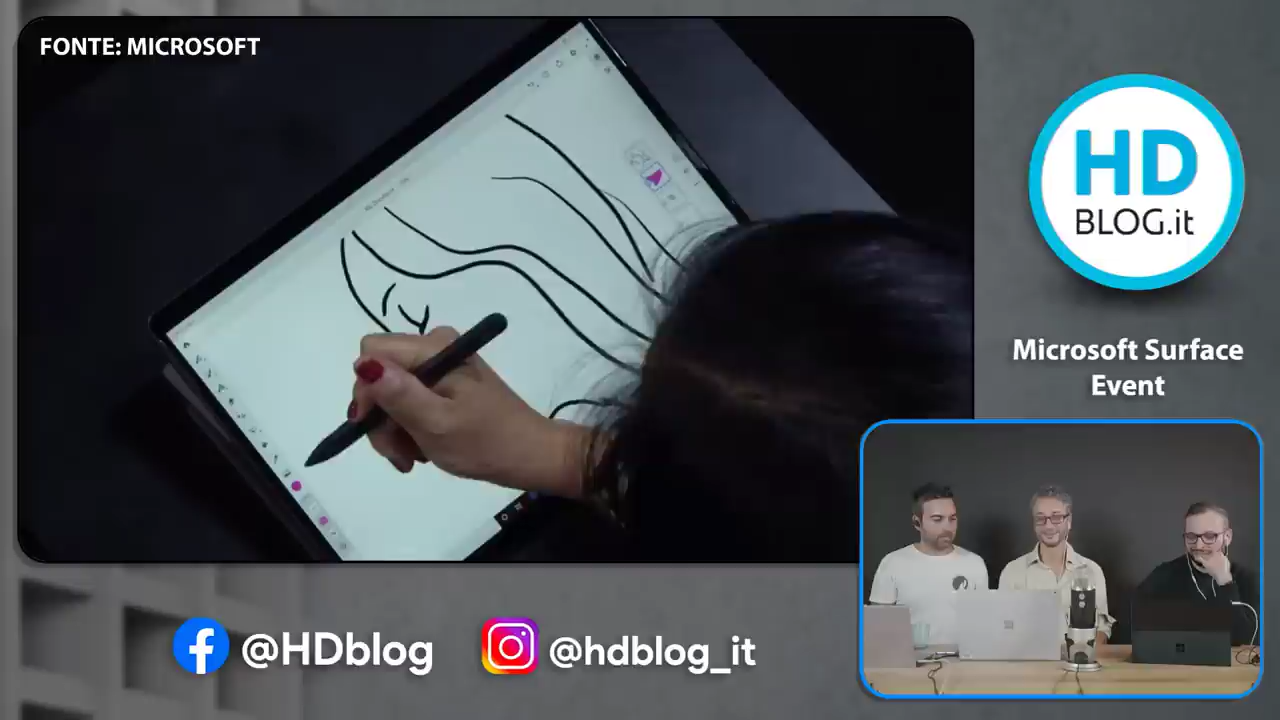 FONTE: MICROSOFT
HD
BLOG.it
Microsoft Surface
Event
@HDblog
@hdblog_it